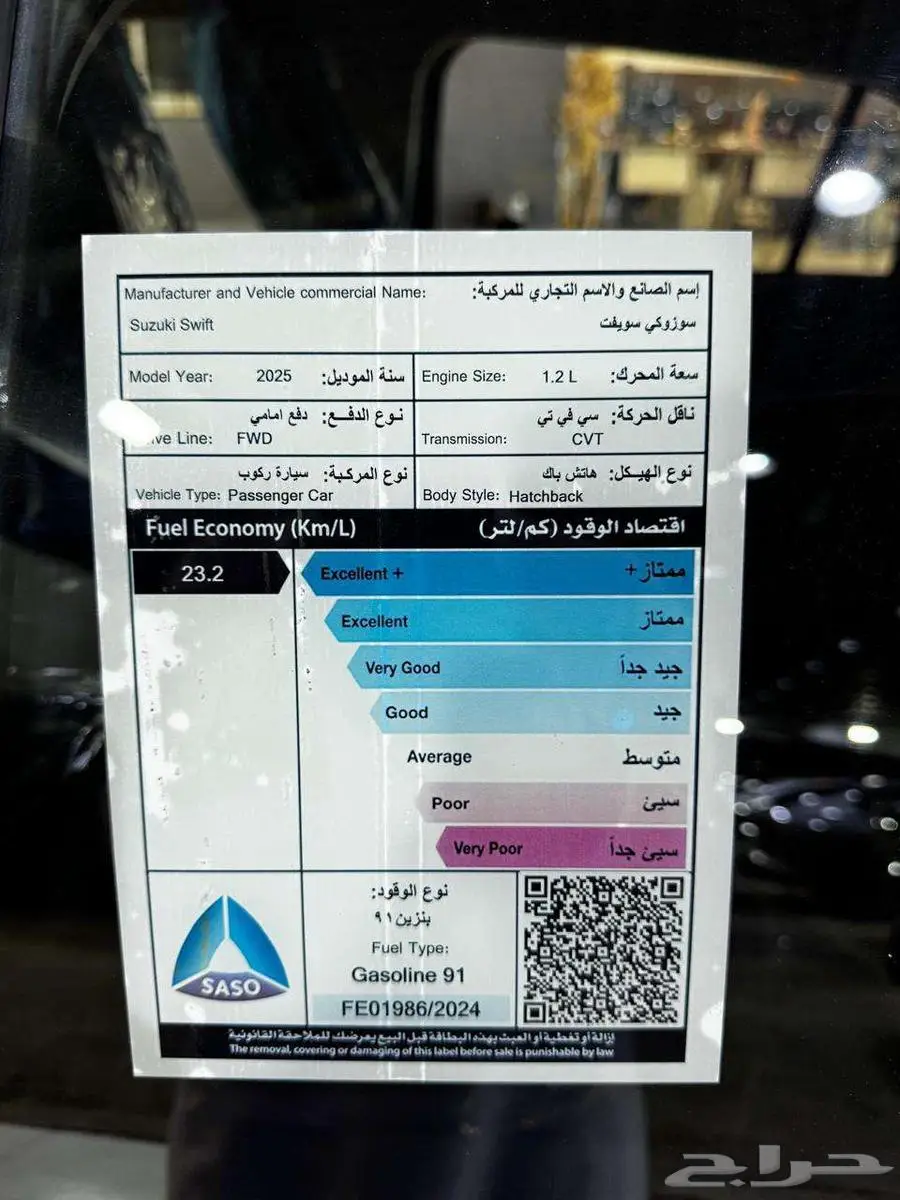 Manufacturer and Vehicle commercial Name: إسم الصانع والاسم التجاري للمركبة:
Suzuki Swift سوزوكي سويفت
Model Year: 2025 سنة الموديل: Engine Size: 1.2 L سعة المحرك:
نوع الدفع: دفع امامي ناقل الحركة: سي في تي
Line: FWD Transmission: CVT
نوع المركبة: سيارة ركوب نوع الهيكل: هاتش باك
Vehicle Type: Passenger Car Body Style: Hatchback
Fuel Economy (Km/L) اقتصاد الوقود (كم/لتر)
23.2 Excellent + ممتاز+
Excellent ممتاز
Very Good جيد جداً
Good جيد
Average متوسط
Poor سيئ
Very Poor سيئ جداً
نوع الوقود:
بنزين ٩١
Fuel Type:
Gasoline 91
FE01986/2024
SASO
إزالة أو تغطية أو العبث بهذه البطاقة قبل البيع يعرضك للملاحقة القانونية
The removal, covering or damaging of this label before sale is punishable by law
حراج